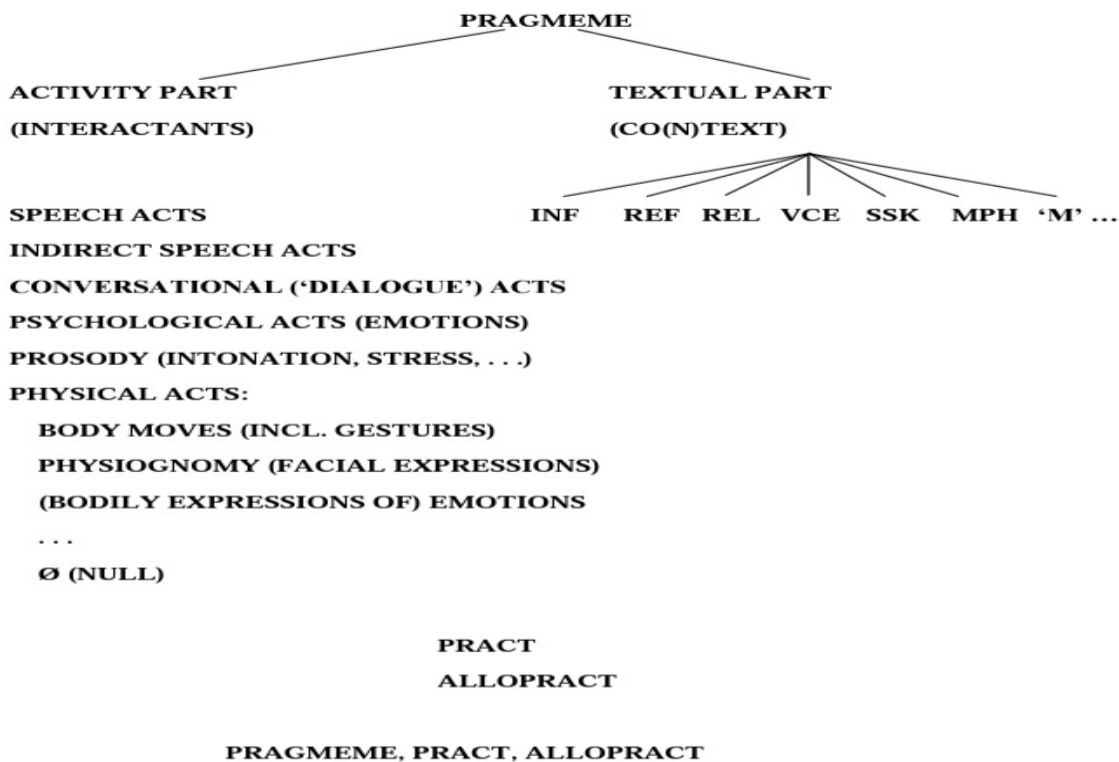 PRAGMEME
ACTIVITY PART TEXTUAL PART
(INTERACTANTS) (CO(N)TEXT)
SPEECH ACTS INF REF REL VCE SSK MPH ‘M’ ...
INDIRECT SPEECH ACTS
CONVERSATIONAL (‘DIALOGUE’) ACTS
PSYCHOLOGICAL ACTS (EMOTIONS)
PROSODY (INTONATION, STRESS, . . .)
PHYSICAL ACTS:
BODY MOVES (INCL. GESTURES)
PHYSIOGNOMY (FACIAL EXPRESSIONS)
(BODILY EXPRESSIONS OF) EMOTIONS
. . .
Ø (NULL)
PRACT
ALLOPRACT
PRAGMEME, PRACT, ALLOPRACT